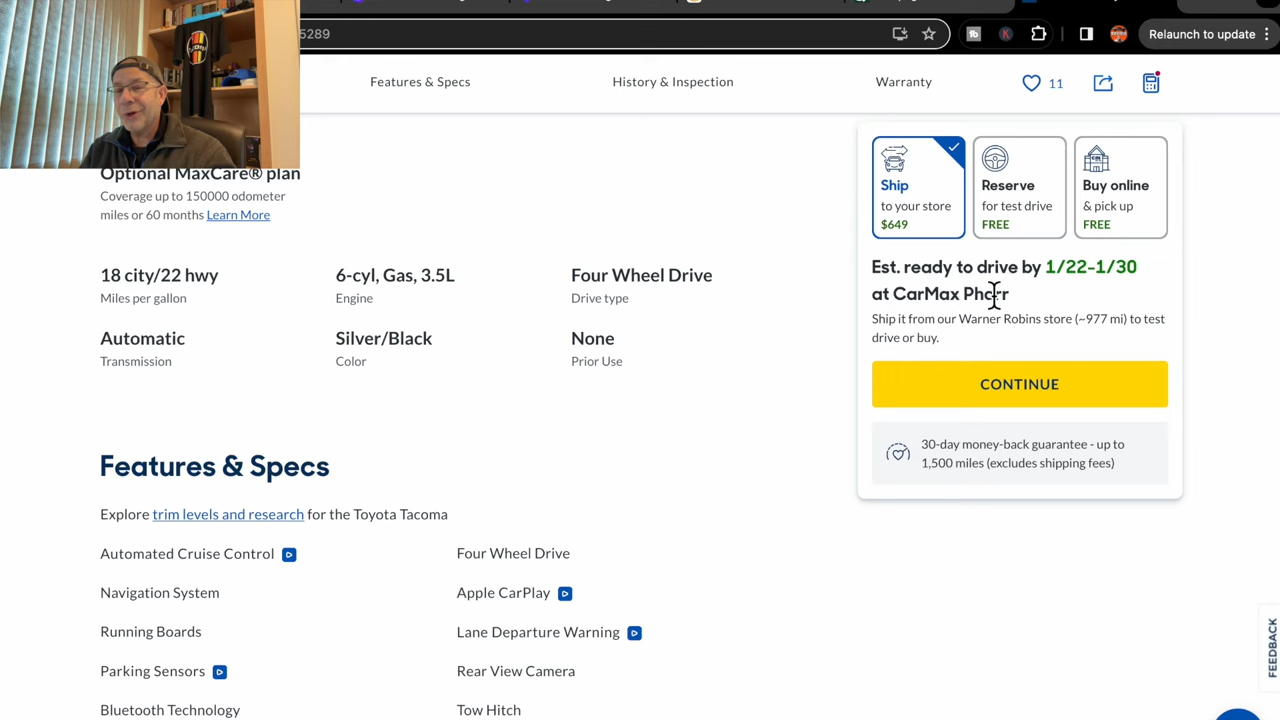 5289
Relaunch to update
Features & Specs
History & Inspection
Warranty
11
Optional MaxCare® plan
Coverage up to 150000 odometer
miles or 60 months Learn More
18 city/22 hwy
Miles per gallon
6-cyl, Gas, 3.5L
Engine
Four Wheel Drive
Drive type
Automatic
Transmission
Silver/Black
Color
None
Prior Use
Ship
to your store
$649
Reserve
for test drive
FREE
Buy online
& pick up
FREE
Est. ready to drive by 1/22-1/30
at CarMax Pharr
Ship it from our Warner Robins store (~977 mi) to test
drive or buy.
CONTINUE
30-day money-back guarantee - up to
1,500 miles (excludes shipping fees)
Features & Specs
Explore trim levels and research for the Toyota Tacoma
Automated Cruise Control
Four Wheel Drive
Navigation System
Apple CarPlay
Running Boards
Lane Departure Warning
Parking Sensors
Rear View Camera
Bluetooth Technology
Tow Hitch
FEEDBACK